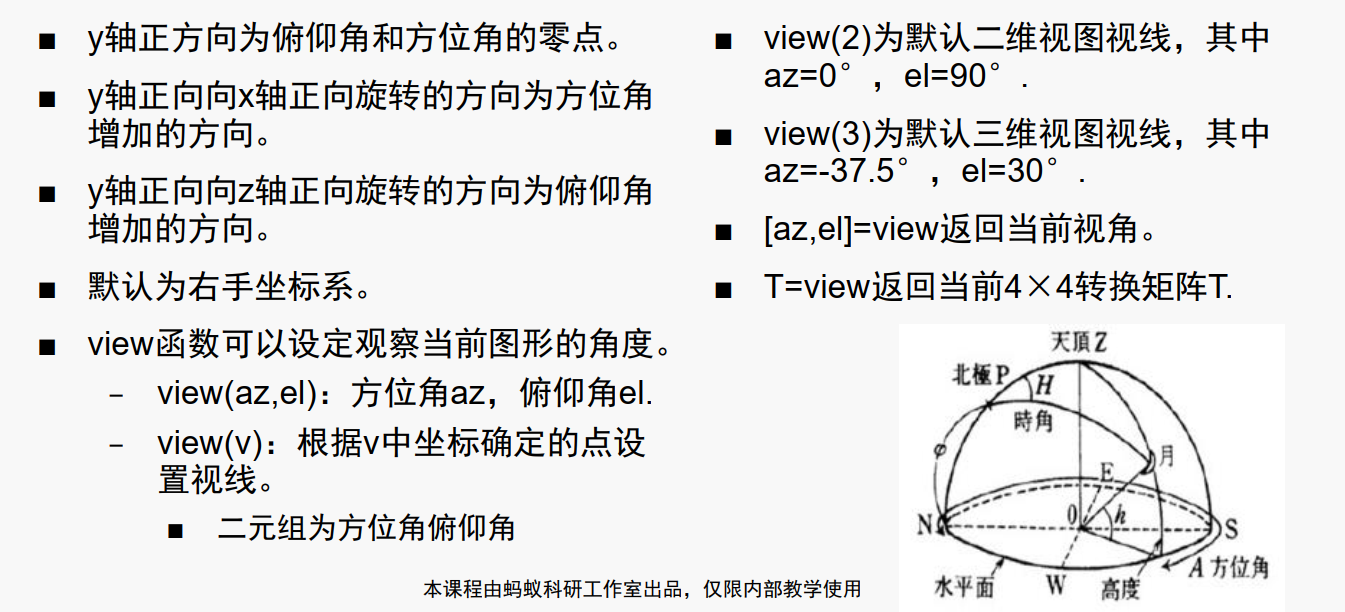 ■ y轴正方向为俯仰角和方位角的零点。
■ y轴正向向x轴正向旋转的方向为方位角
增加的方向。
■ y轴正向向z轴正向旋转的方向为俯仰角
增加的方向。
■ 默认为右手坐标系。
■ view函数可以设定观察当前图形的角度。
– view(az,el)：方位角az，俯仰角el.
– view(v)：根据v中坐标确定的点设
置视线。
■ 二元组为方位角俯仰角
■ view(2)为默认二维视图视线，其中
az=0°，el=90°.
■ view(3)为默认三维视图视线，其中
az=-37.5°，el=30°.
■ [az,el]=view返回当前视角。
■ T=view返回当前4×4转换矩阵T.
天頂Z
北極P
H
時角
φ
月
E
N
0
h
S
A方位角
水平面
W
高度
本课程由蚂蚁科研工作室出品，仅限内部教学使用